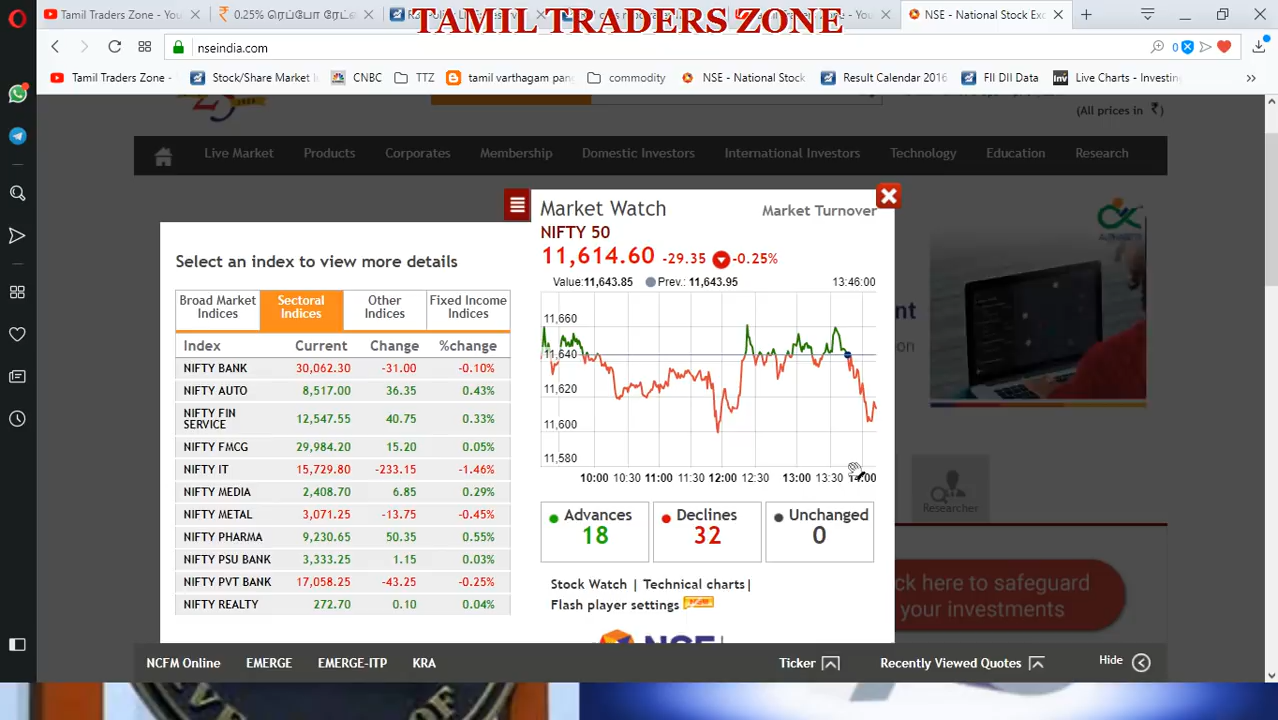 Tamil Traders Zone - You
0.25% ரெப்போ ரேட்
Tamil Traders Zone - You
NSE - National Stock Exc
TAMIL TRADERS ZONE
nseindia.com
0
Tamil Traders Zone -
Stock/Share Market I
CNBC
TTZ
tamil varthagam pan
commodity
NSE - National Stock
Result Calendar 2016
FII DII Data
Inv
Live Charts - Investin
(All prices in ₹)
Live Market
Products
Corporates
Membership
Domestic Investors
International Investors
Technology
Education
Research
Market Watch
Market Turnover
NIFTY 50
11,614.60 -29.35 -0.25%
Value:11,643.85 Prev.: 11,643.95 13:46:00
11,660
11,640
11,620
11,600
11,580
10:00 10:30 11:00 11:30 12:00 12:30 13:00 13:30 14:00
Select an index to view more details
Broad Market Indices
Sectoral Indices
Other Indices
Fixed Income Indices
Index Current Change %change
NIFTY BANK 30,062.30 -31.00 -0.10%
NIFTY AUTO 8,517.00 36.35 0.43%
NIFTY FIN SERVICE 12,547.55 40.75 0.33%
NIFTY FMCG 29,984.20 15.20 0.05%
NIFTY IT 15,729.80 -233.15 -1.46%
NIFTY MEDIA 2,408.70 6.85 0.29%
NIFTY METAL 3,071.25 -13.75 -0.45%
NIFTY PHARMA 9,230.65 50.35 0.55%
NIFTY PSU BANK 3,333.25 1.15 0.03%
NIFTY PVT BANK 17,058.25 -43.25 -0.25%
NIFTY REALTY 272.70 0.10 0.04%
Advances
18
Declines
32
Unchanged
0
Stock Watch | Technical charts|
Flash player settings
NSE
Researcher
ck here to safeguard
your investments
NCFM Online
EMERGE
EMERGE-ITP
KRA
Ticker
Recently Viewed Quotes
Hide